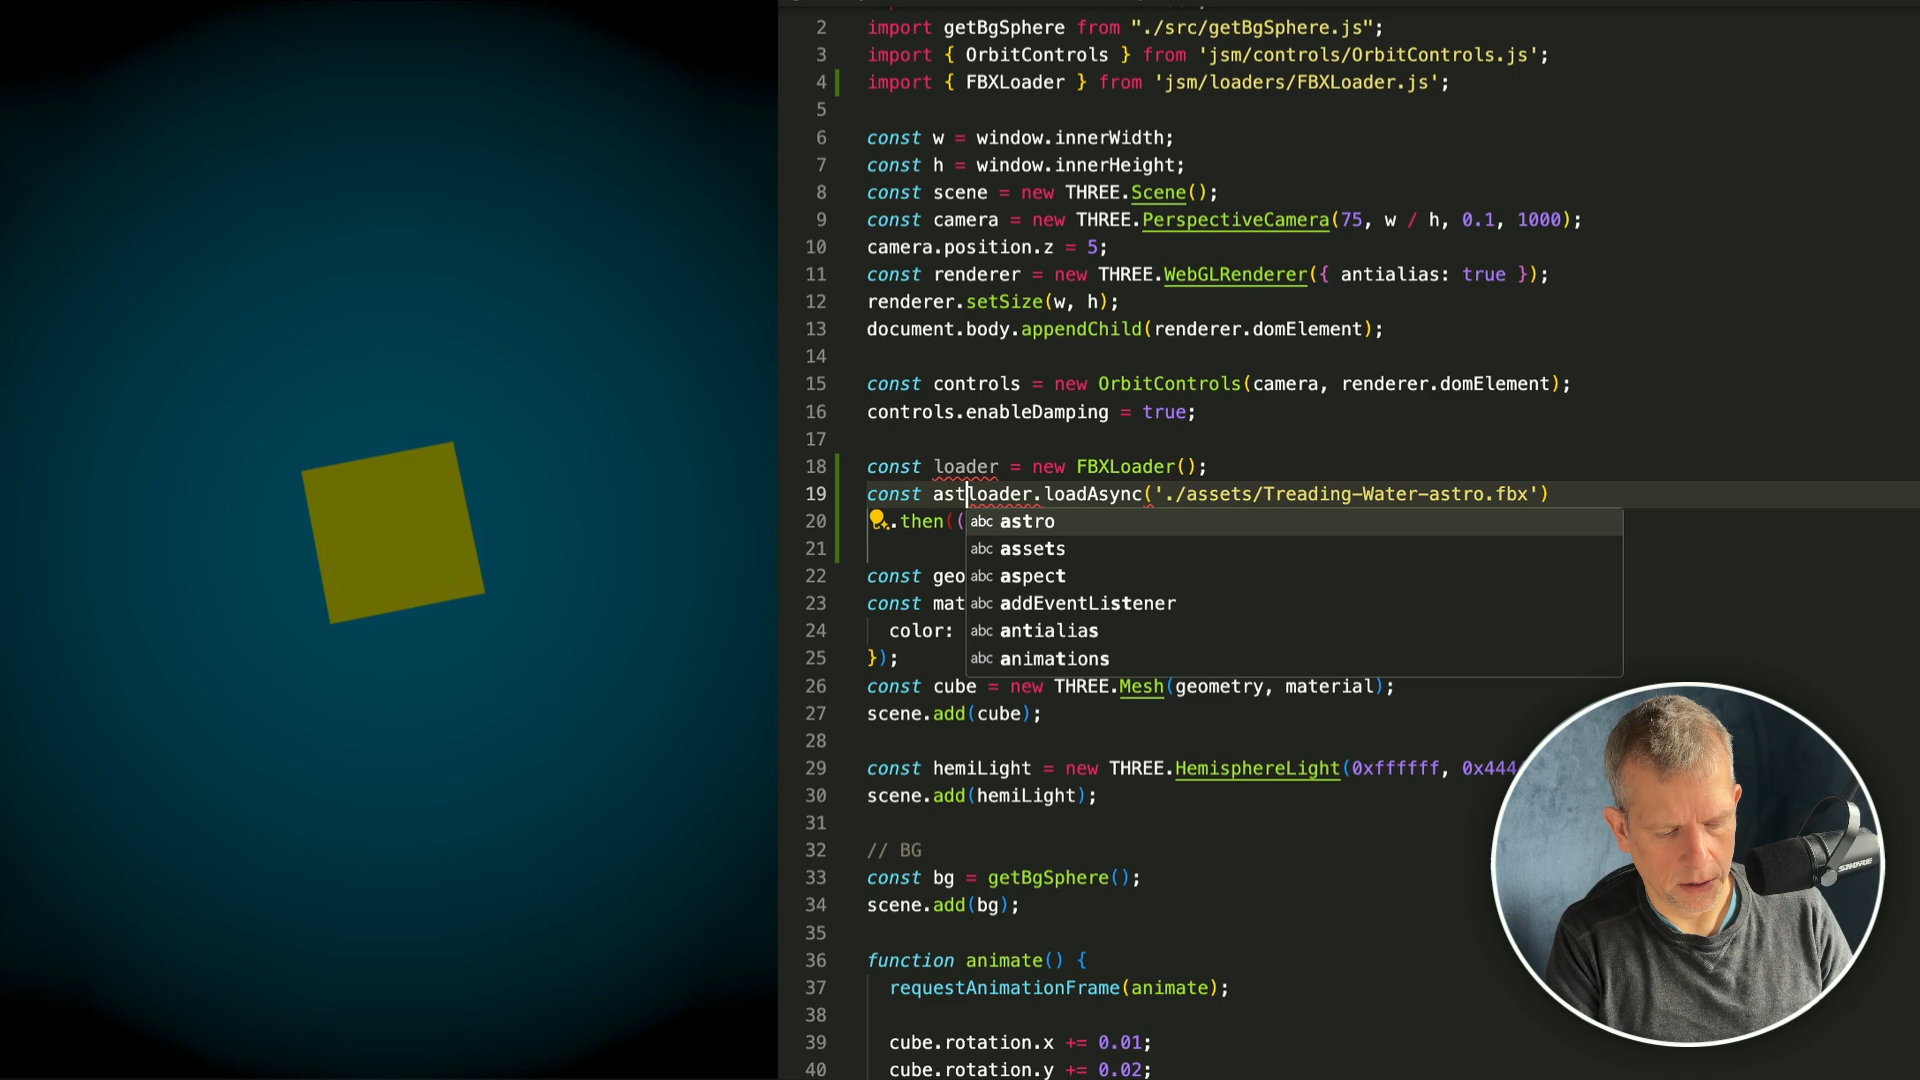 2 import getBgSphere from "./src/getBgSphere.js";
3 import { OrbitControls } from 'jsm/controls/OrbitControls.js';
4 import { FBXLoader } from 'jsm/loaders/FBXLoader.js';
5
6 const w = window.innerWidth;
7 const h = window.innerHeight;
8 const scene = new THREE.Scene();
9 const camera = new THREE.PerspectiveCamera(75, w / h, 0.1, 1000);
10 camera.position.z = 5;
11 const renderer = new THREE.WebGLRenderer({ antialias: true });
12 renderer.setSize(w, h);
13 document.body.appendChild(renderer.domElement);
14
15 const controls = new OrbitControls(camera, renderer.domElement);
16 controls.enableDamping = true;
17
18 const loader = new FBXLoader();
19 const astloader.loadAsync('./assets/Treading-Water-astro.fbx')
20 .then(( abc astro
21 abc assets
22 const geo abc aspect
23 const mat abc addEventListener
24 color: abc antialias
25 }); abc animations
26 const cube = new THREE.Mesh(geometry, material);
27 scene.add(cube);
28
29 const hemiLight = new THREE.HemisphereLight(0xffffff, 0x444
30 scene.add(hemiLight);
31
32 // BG
33 const bg = getBgSphere();
34 scene.add(bg);
35
36 function animate() {
37 requestAnimationFrame(animate);
38
39 cube.rotation.x += 0.01;
40 cube.rotation.y += 0.02;
SHURE